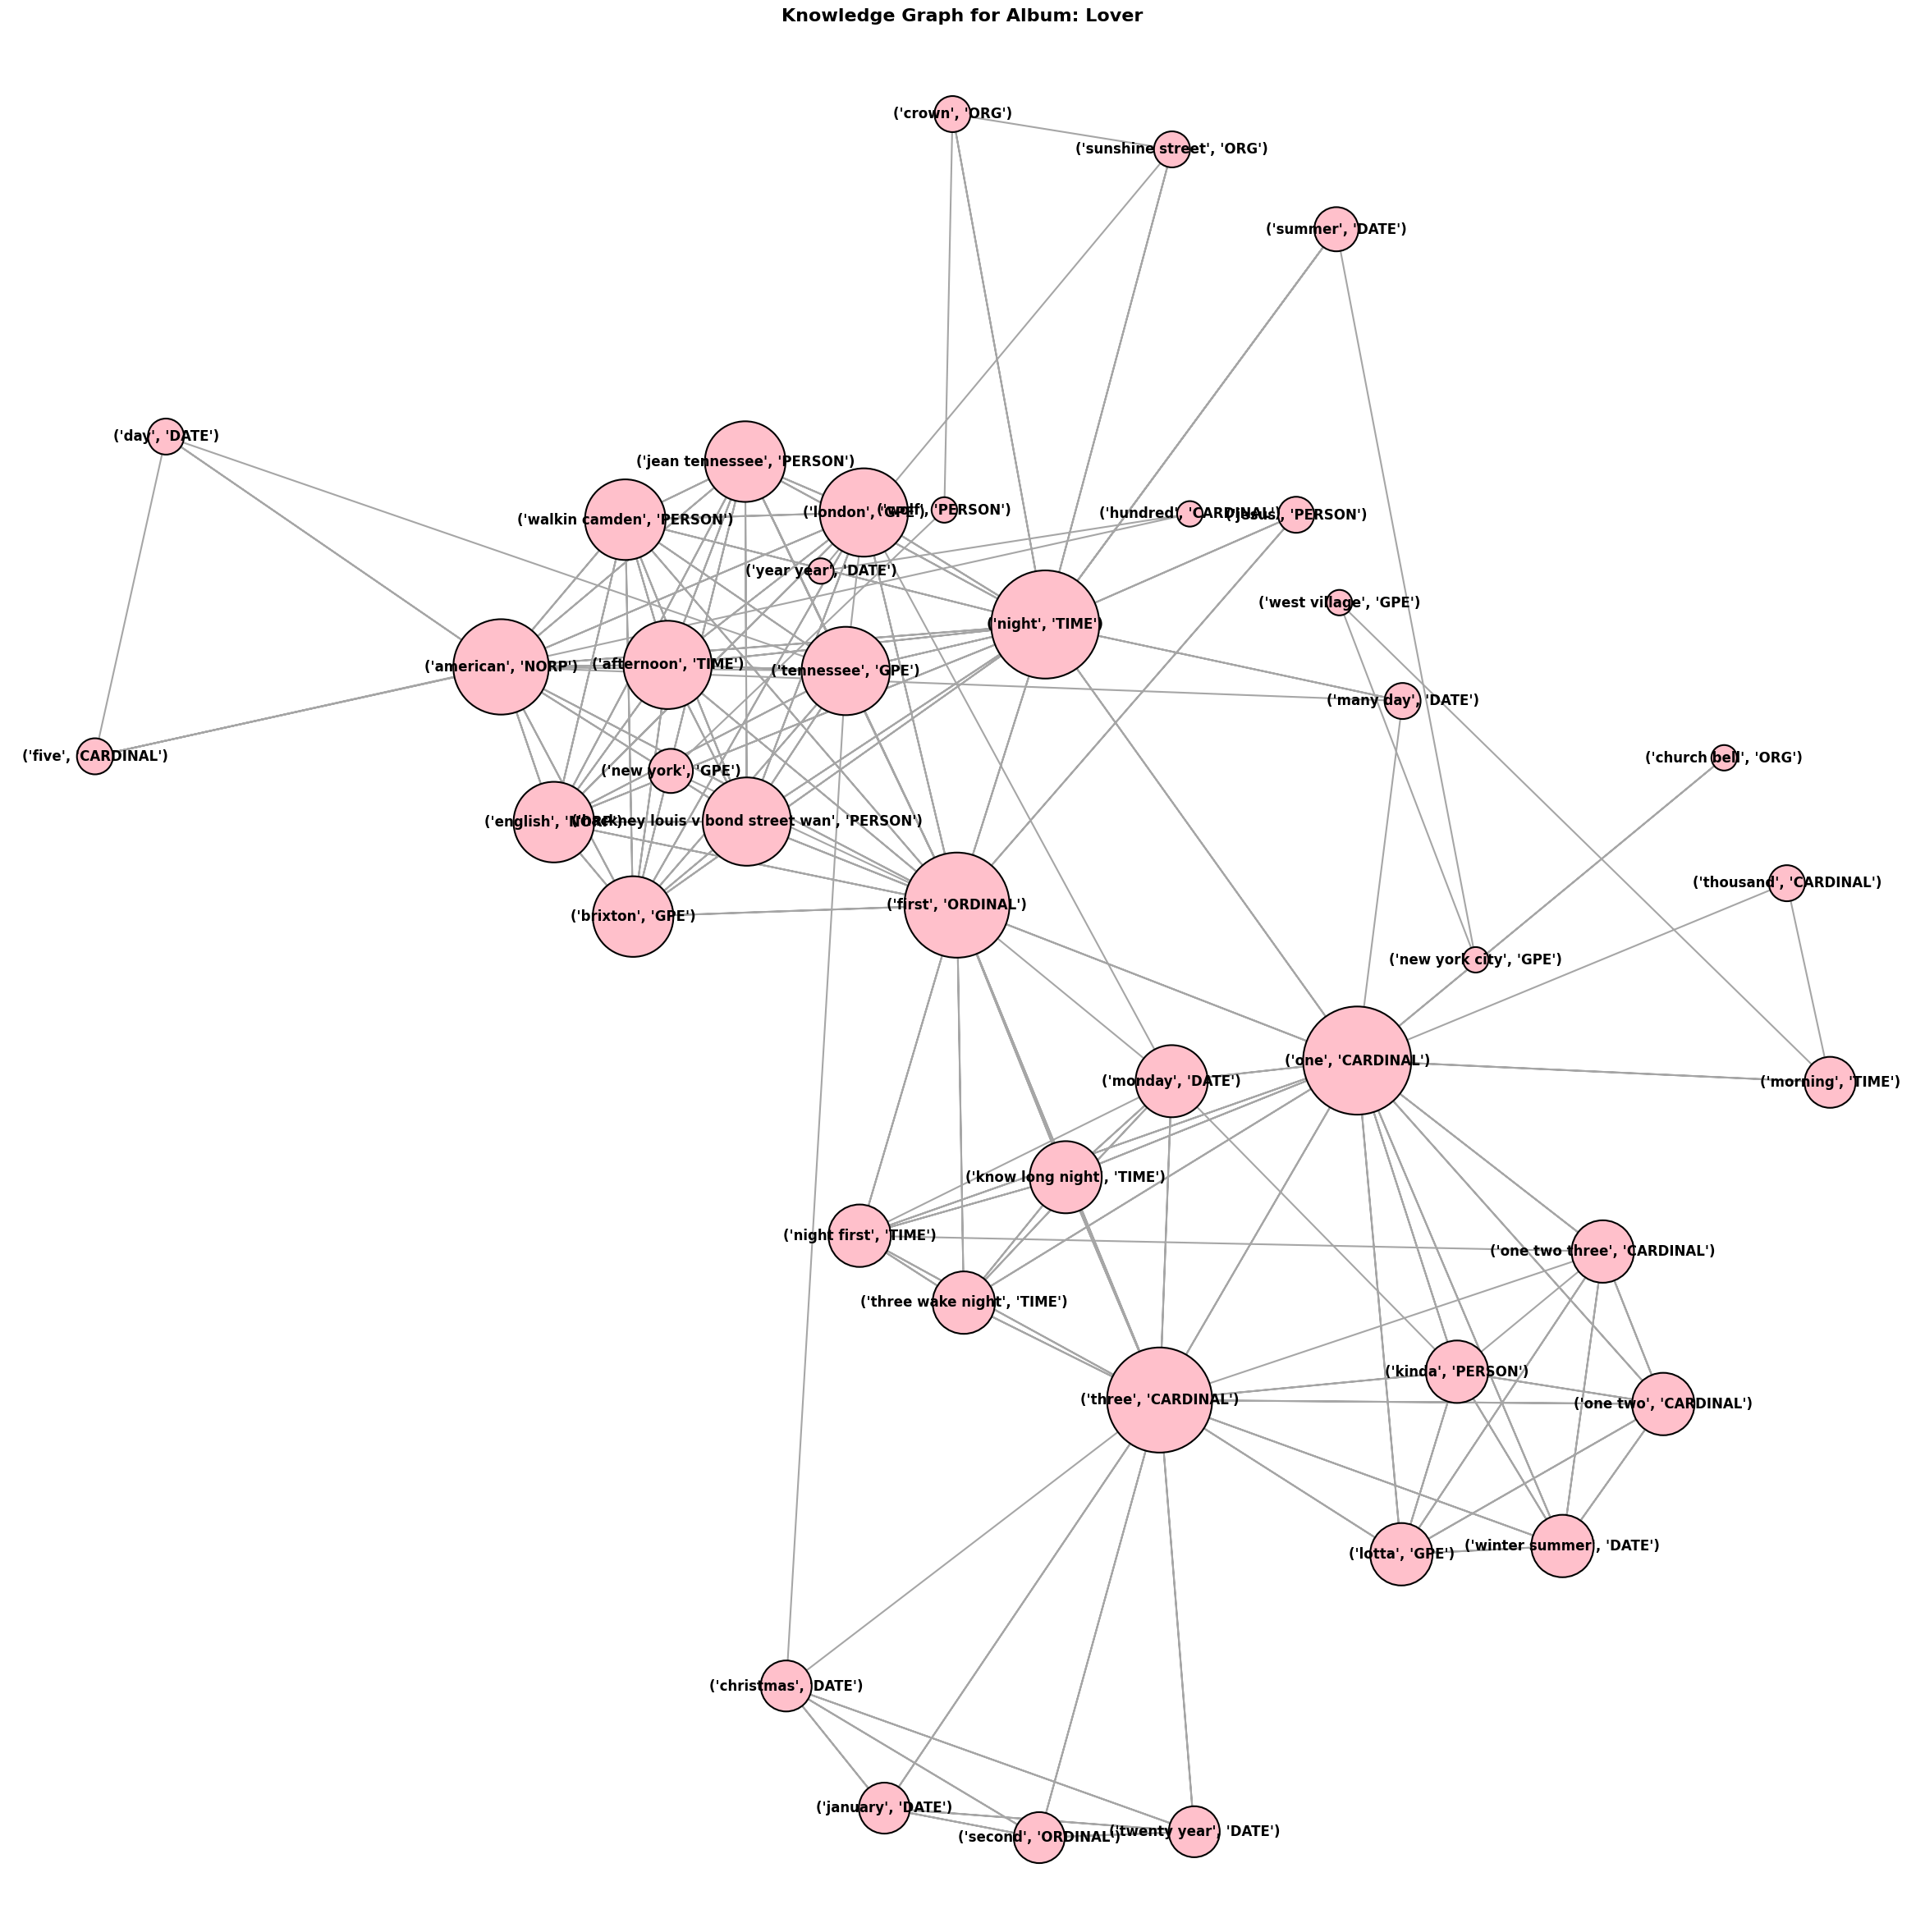 Knowledge Graph for Album: Lover
('crown', 'ORG')
('sunshine street', 'ORG')
('summer', 'DATE')
('day', 'DATE')
('jean tennessee', 'PERSON')
('london', 'GPE')
('wolf', 'PERSON')
('hundred', 'CARDINAL')
('jesus', 'PERSON')
('walkin camden', 'PERSON')
('year year', 'DATE')
('west village', 'GPE')
('night', 'TIME')
('american', 'NORP')
('afternoon', 'TIME')
('tennessee', 'GPE')
('many day', 'DATE')
('five', 'CARDINAL')
('new york', 'GPE')
('church bell', 'ORG')
('english', 'NORP')
('hackney louis v bond street wan', 'PERSON')
('thousand', 'CARDINAL')
('first', 'ORDINAL')
('brixton', 'GPE')
('new york city', 'GPE')
('one', 'CARDINAL')
('monday', 'DATE')
('morning', 'TIME')
('know long night', 'TIME')
('night first', 'TIME')
('one two three', 'CARDINAL')
('three wake night', 'TIME')
('kinda', 'PERSON')
('three', 'CARDINAL')
('one two', 'CARDINAL')
('lotta', 'GPE')
('winter summer', 'DATE')
('christmas', 'DATE')
('january', 'DATE')
('second', 'ORDINAL')
('twenty year', 'DATE')